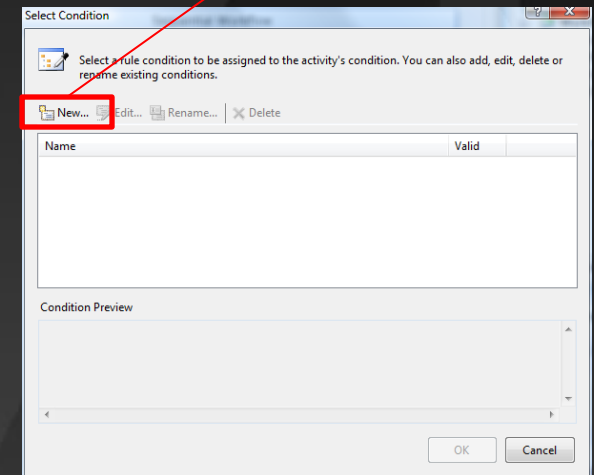 Select Condition
Select a rule condition to be assigned to the activity's condition. You can also add, edit, delete or
rename existing conditions.
New... Edit... Rename... Delete
Name Valid
Condition Preview
OK Cancel